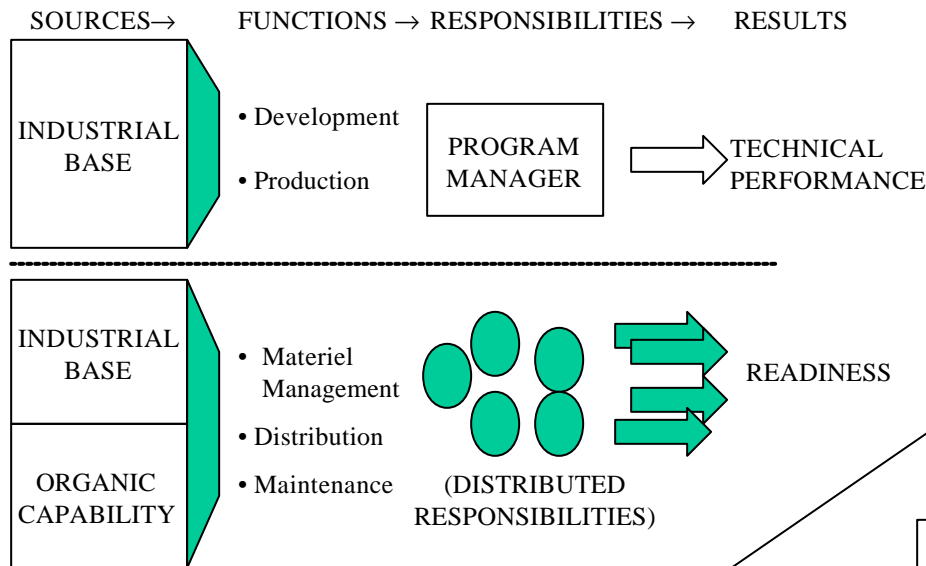 SOURCES→ FUNCTIONS → RESPONSIBILITIES → RESULTS
INDUSTRIAL
BASE
• Development
• Production
PROGRAM
MANAGER
TECHNICAL
PERFORMANCE
INDUSTRIAL
BASE
ORGANIC
CAPABILITY
• Materiel
Management
• Distribution
• Maintenance
(DISTRIBUTED
RESPONSIBILITIES)
READINESS